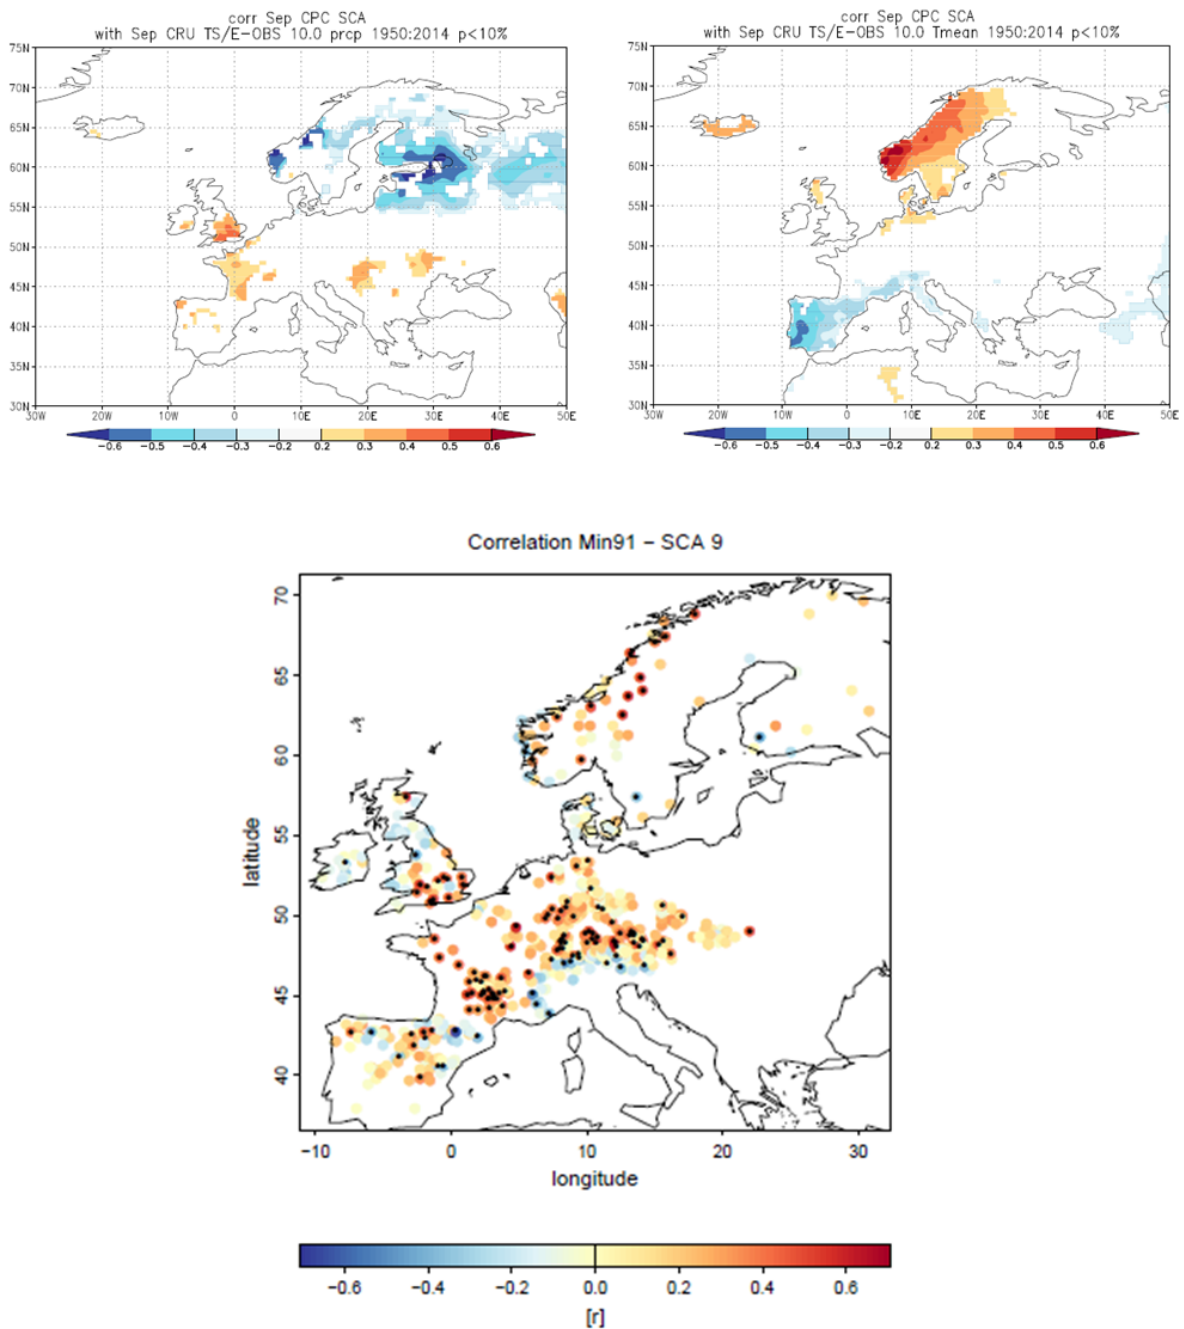 corr Sep CPC SCA
with Sep CRU TS/E-OBS 10.0 prcp 1950:2014 p<10%
75N
70N
65N
60N
55N
50N
45N
40N
35N
30N
30W 20W 10W 0 10E 20E 30E 40E 50E
-0.6 -0.5 -0.4 -0.3 -0.2 0.2 0.3 0.4 0.5 0.6
corr Sep CPC SCA
with Sep CRU TS/E-OBS 10.0 Tmean 1950:2014 p<10%
75N
70N
65N
60N
55N
50N
45N
40N
35N
30N
30W 20W 10W 0 10E 20E 30E 40E 50E
-0.6 -0.5 -0.4 -0.3 -0.2 0.2 0.3 0.4 0.5 0.6
Correlation Min91 − SCA 9
latitude
70
65
60
55
50
45
40
−10 0 10 20 30
longitude
−0.6 −0.4 −0.2 0.0 0.2 0.4 0.6
[r]